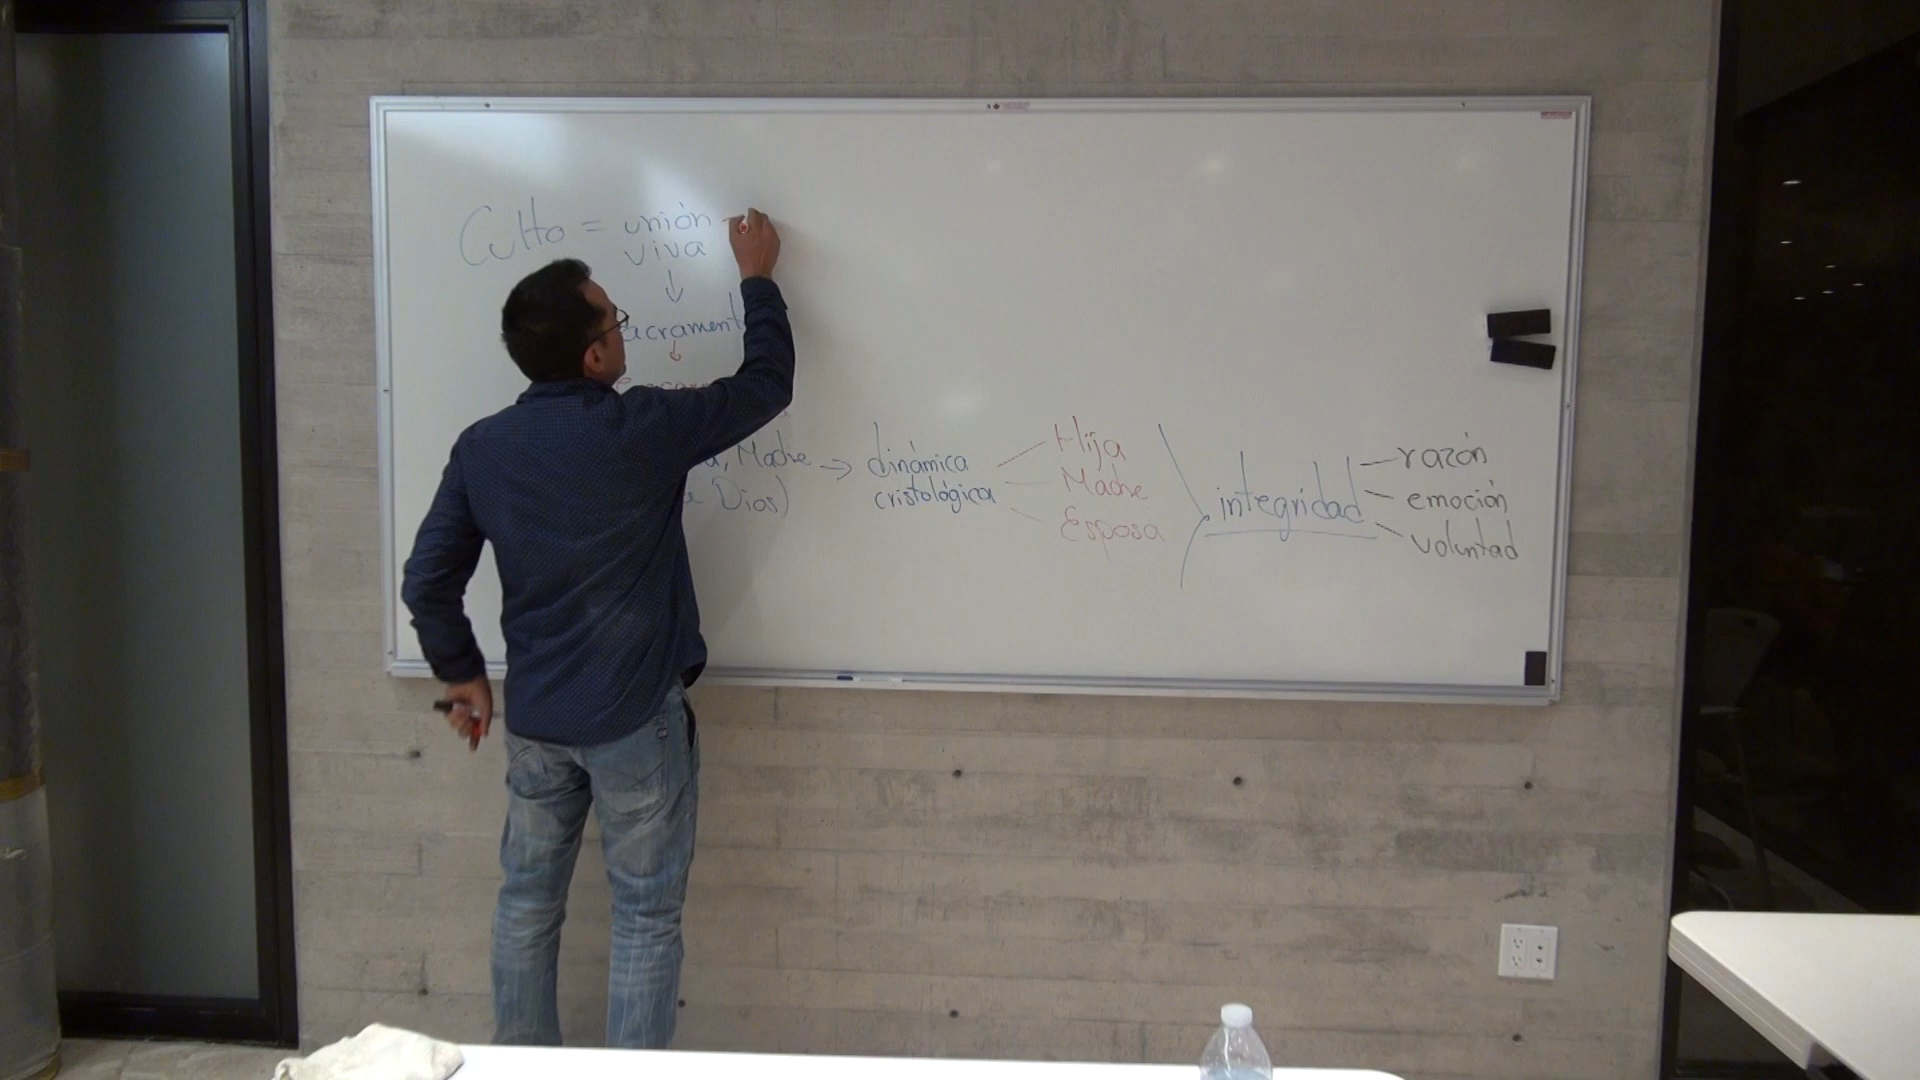 Culto = unión →
viva
↓
acrament
↓
, Madre → dinámica
Dios) cristológica
Hija
Madre
Esposa
integridad
razón
emoción
voluntad